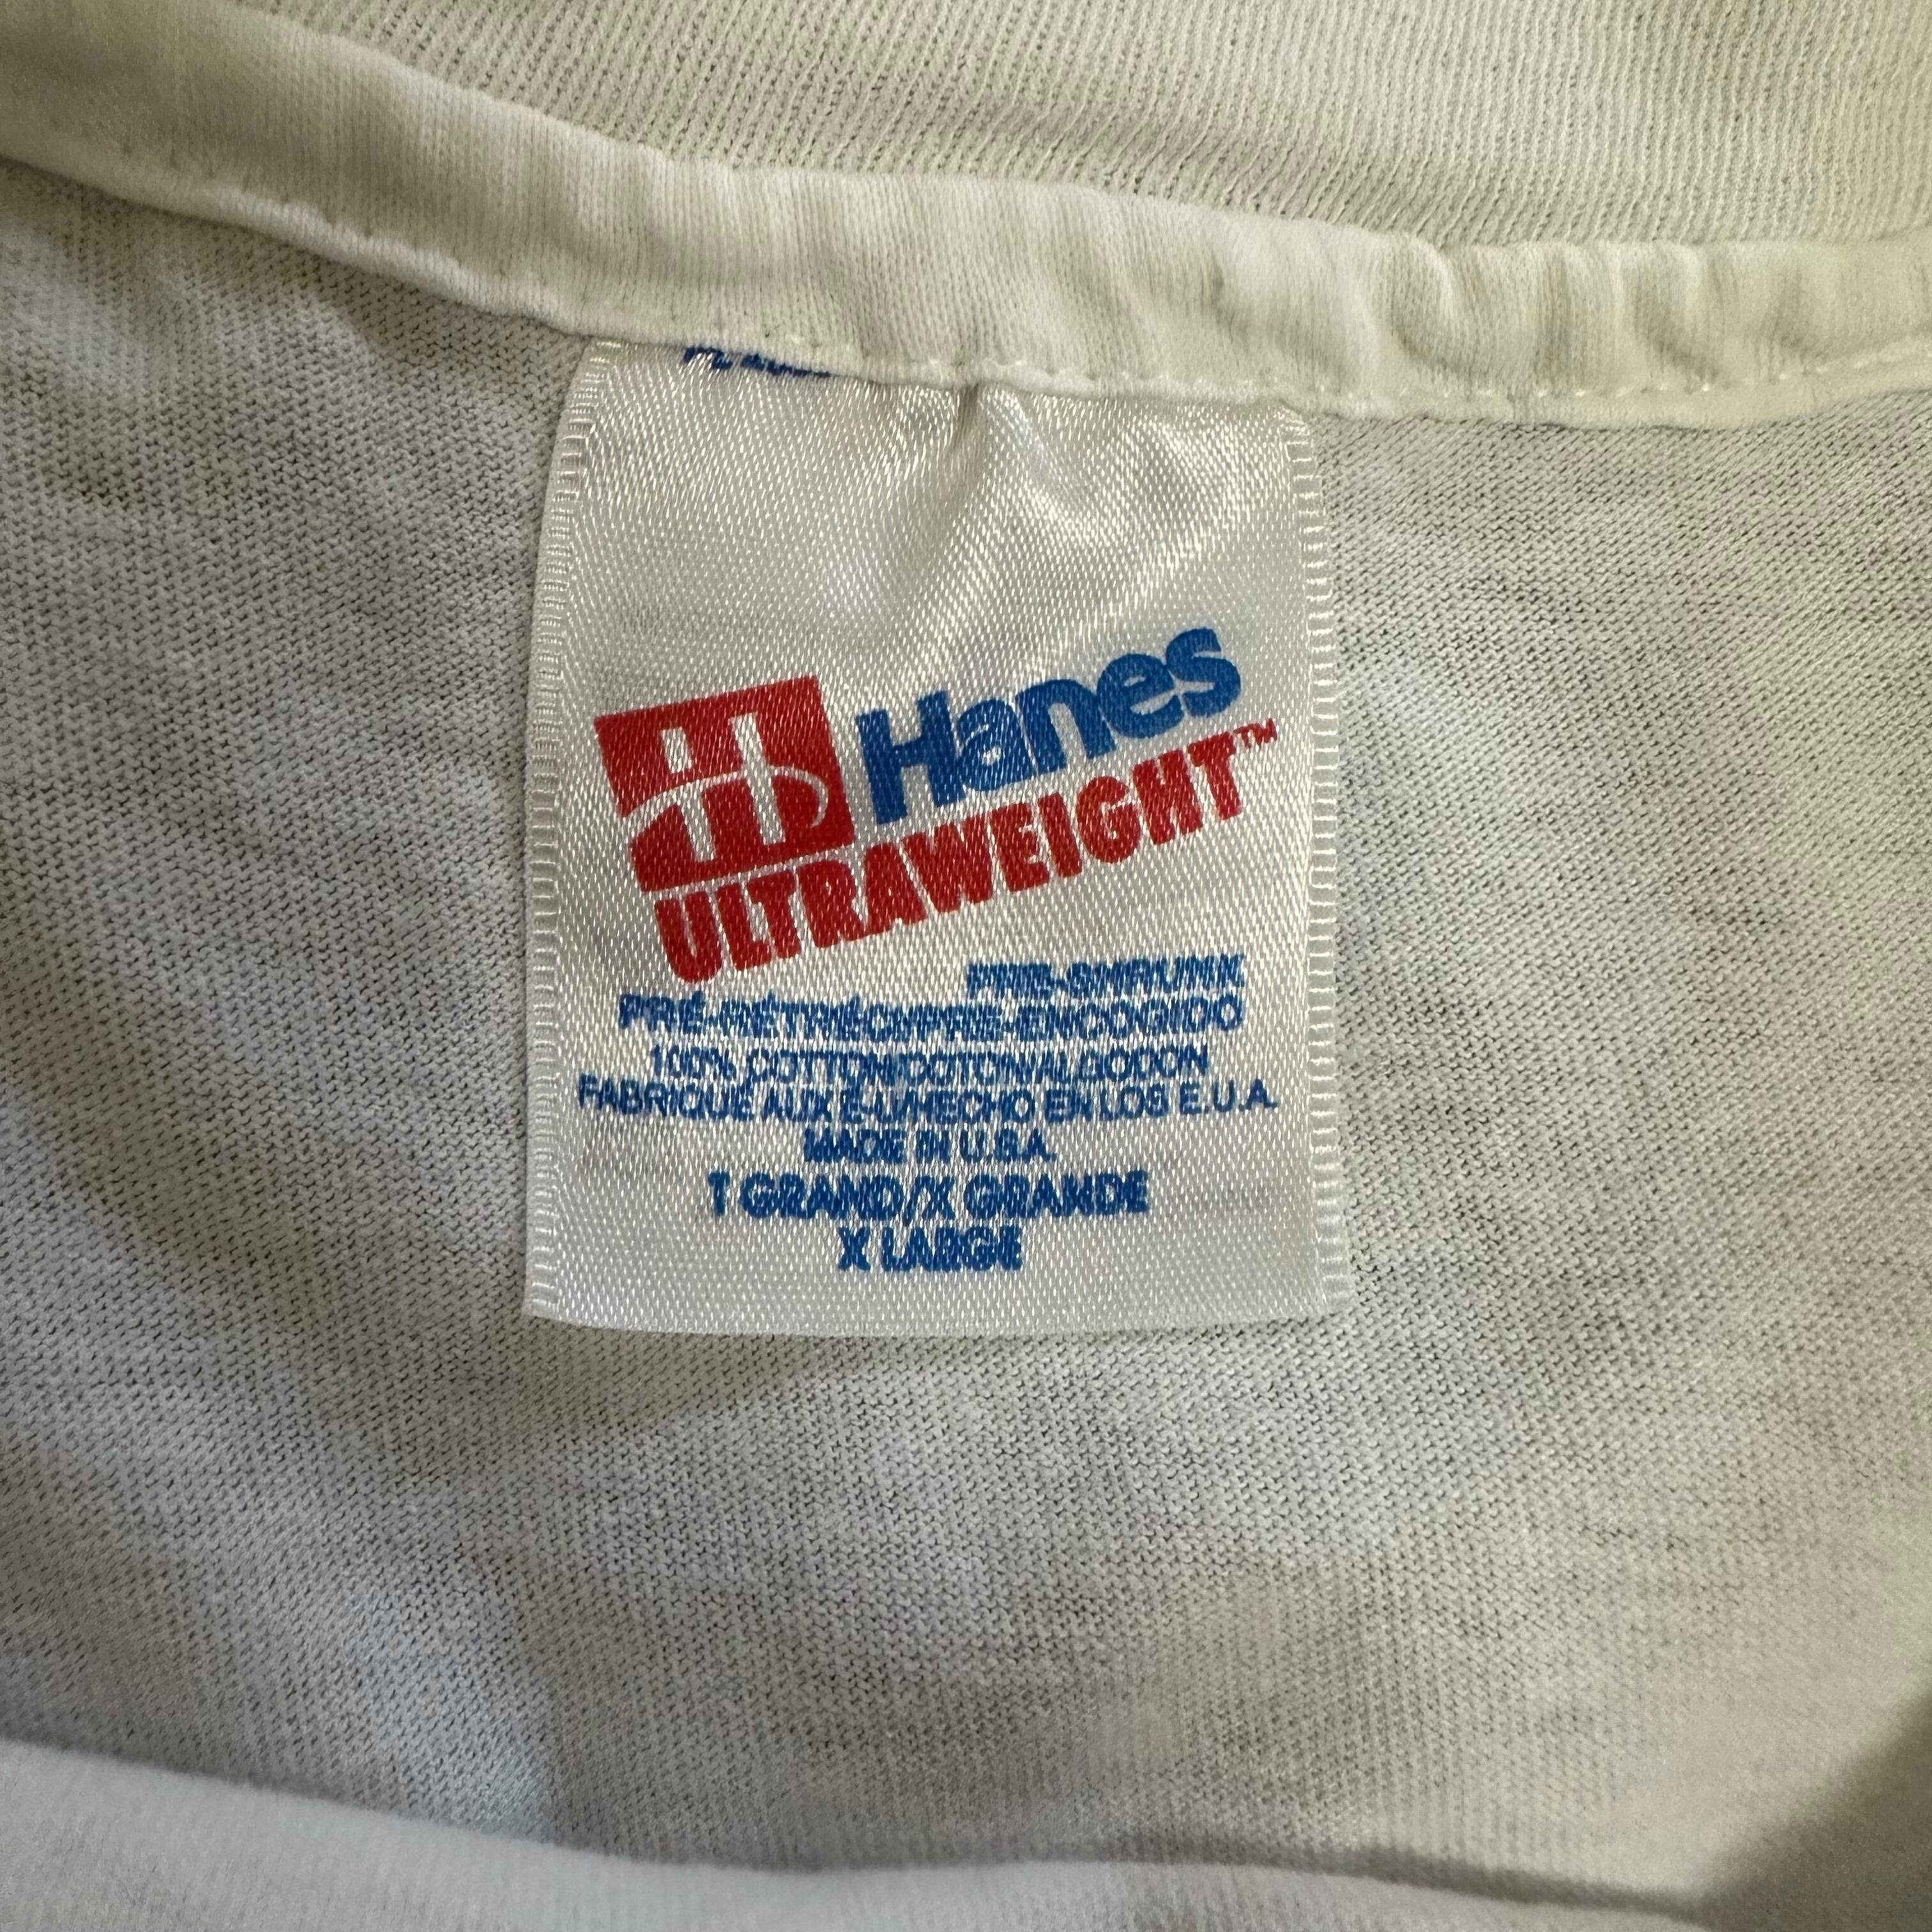 Hanes
ULTRAWEIGHT™
PRE-SHRUNK
PRÉ-RÉTRÉCI/PRE-ENCOGIDO
100% COTTON/COTON/ALGODON
FABRIQUÉ AUX É-U/HECHO EN LOS E.U.A.
MADE IN U.S.A.
T GRAND/X GRANDE
X LARGE